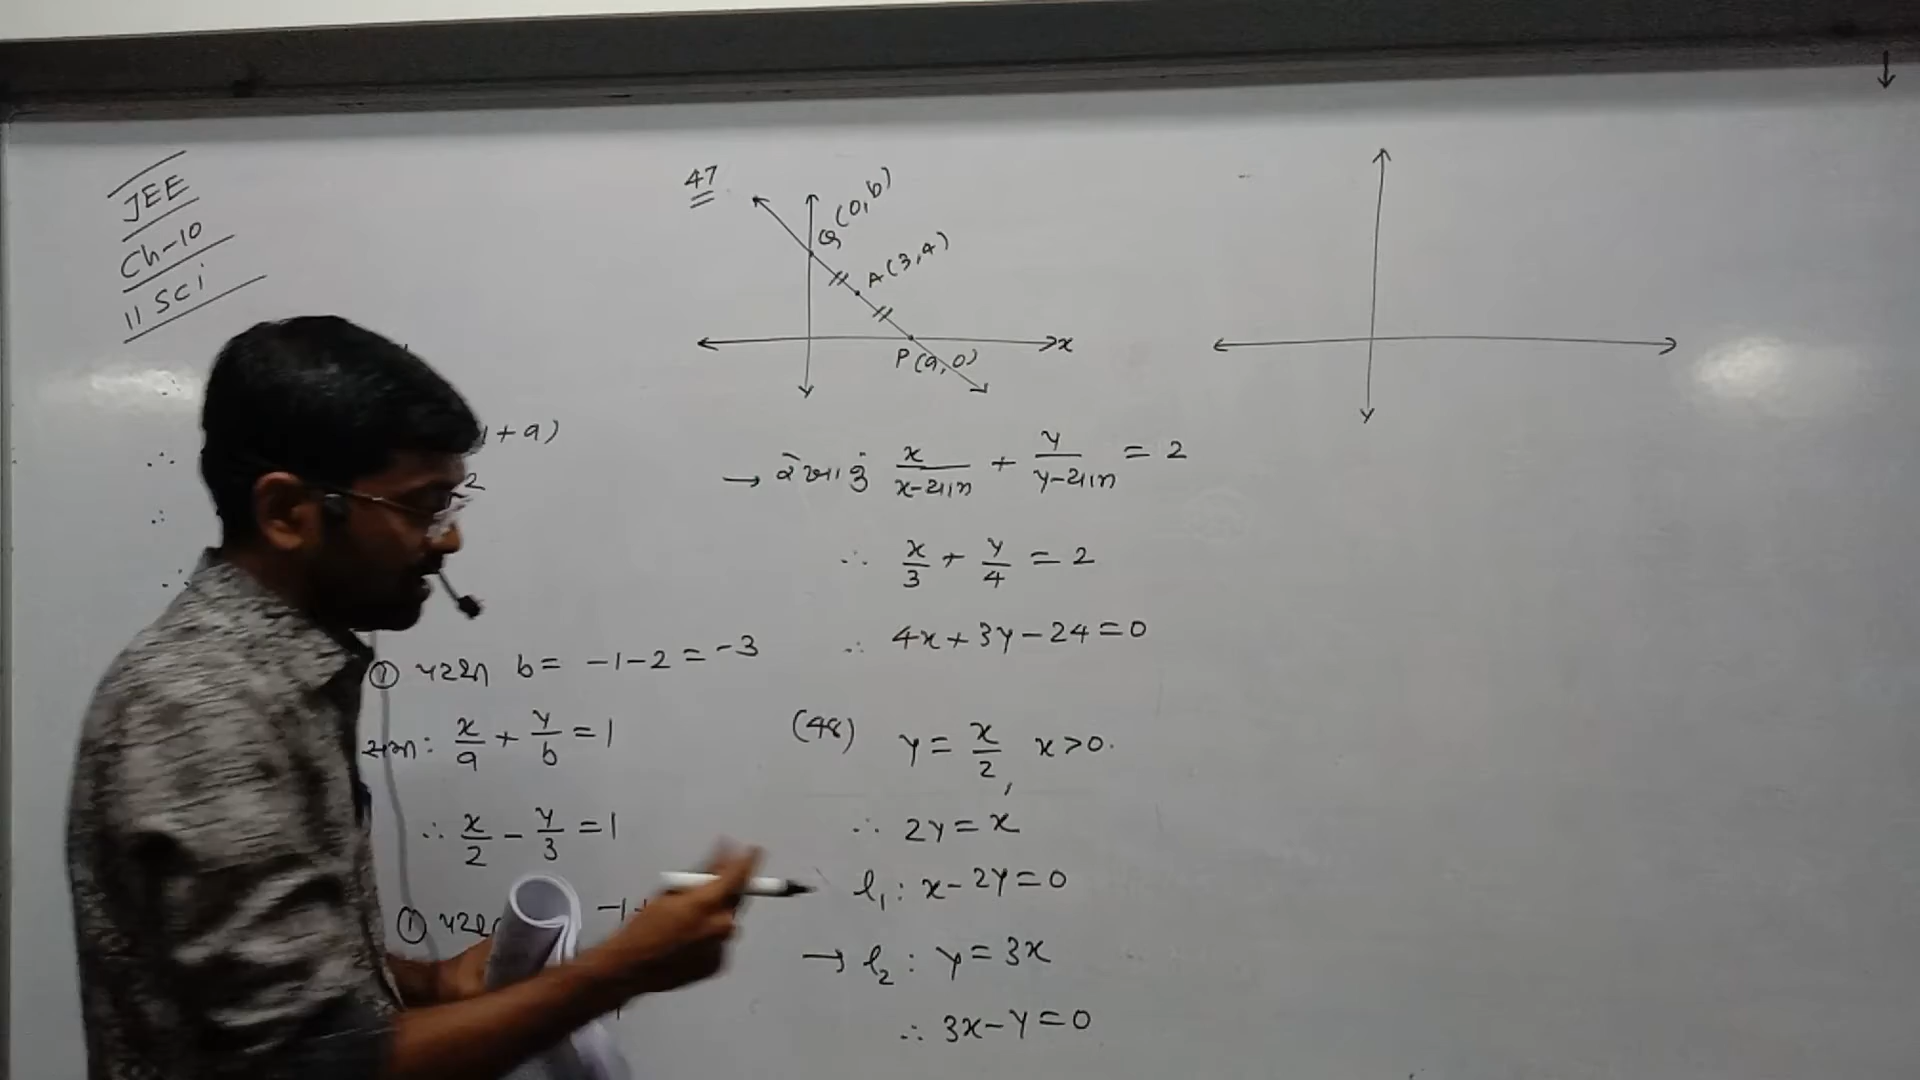 JEE
Ch-10
11 Sci
+ a)
2
∴
∴
∴
① પરથી b = -1-2 = -3
સમી: x/a + y/b = 1
∴ x/2 - y/3 = 1
①
-1
47
Q(0,b)
A(3,4)
P(a,0)
x
→ રેખાનું x/x-યામ + y/y-યામ = 2
∴ x/3 + y/4 = 2
∴ 4x+3y-24=0
(48) y = x/2, x>0.
∴ 2y = x
l₁: x-2y=0
→ l₂: y=3x
∴ 3x-y=0